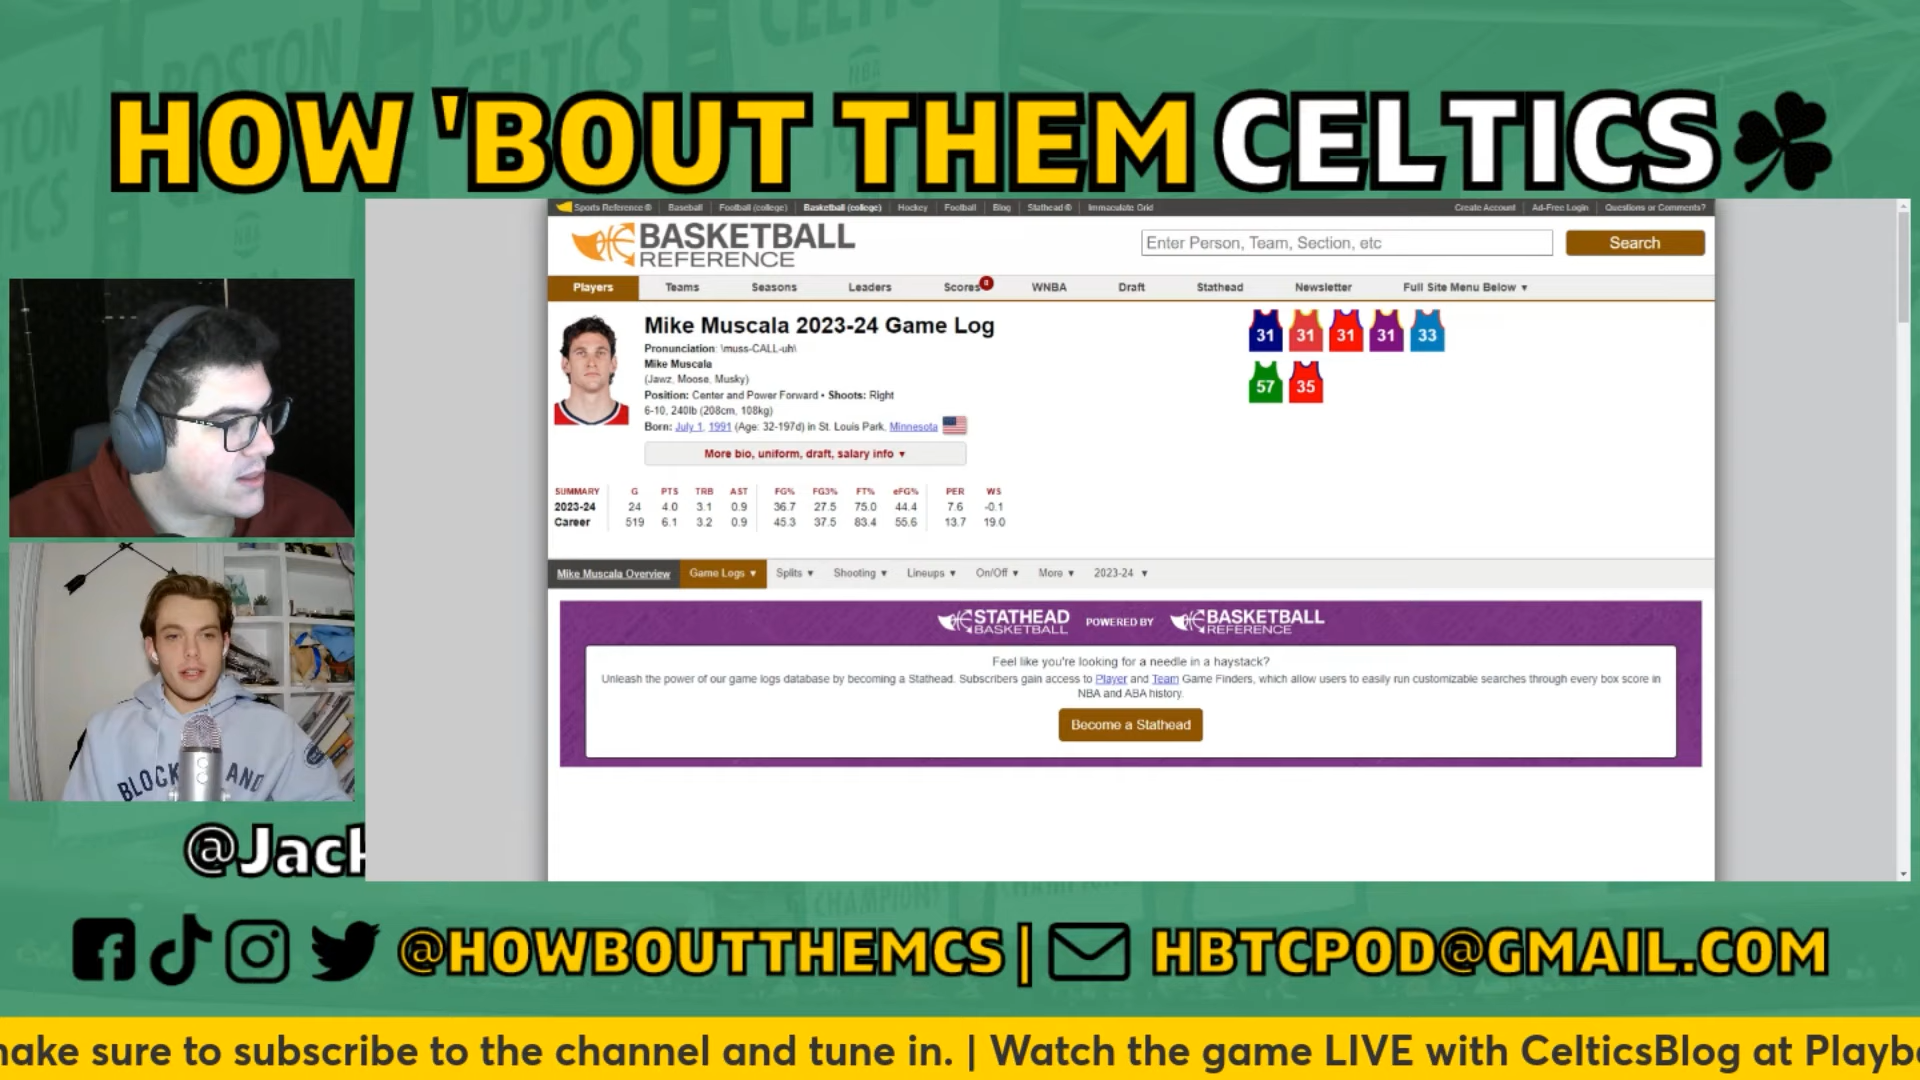 BOSTON
CELTICS
BOSTON
CELTICS
CELTICS
NBA
HOW 'BOUT THEM CELTICS
Sports Reference ® Baseball Football (college) Basketball (college) Hockey Football Blog Stathead ® Immaculate Grid Create Account Ad-Free Login Questions or Comments?
BASKETBALL
REFERENCE
Enter Person, Team, Section, etc Search
Players Teams Seasons Leaders Scores 8 WNBA Draft Stathead Newsletter Full Site Menu Below ▼
Mike Muscala 2023-24 Game Log
Pronunciation: \muss-CALL-uh\
Mike Muscala
(Jawz, Moose, Musky)
Position: Center and Power Forward • Shoots: Right
6-10, 240lb (208cm, 108kg)
Born: July 1, 1991 (Age: 32-197d) in St. Louis Park, Minnesota
More bio, uniform, draft, salary info ▼
31 31 31 31 33
57 35
SUMMARY G PTS TRB AST FG% FG3% FT% eFG% PER WS
2023-24 24 4.0 3.1 0.9 36.7 27.5 75.0 44.4 7.6 -0.1
Career 519 6.1 3.2 0.9 45.3 37.5 83.4 55.6 13.7 19.0
Mike Muscala Overview Game Logs ▼ Splits ▼ Shooting ▼ Lineups ▼ On/Off ▼ More ▼ 2023-24 ▼
STATHEAD BASKETBALL POWERED BY BASKETBALL REFERENCE
Feel like you're looking for a needle in a haystack?
Unleash the power of our game logs database by becoming a Stathead. Subscribers gain access to Player and Team Game Finders, which allow users to easily run customizable searches through every box score in
NBA and ABA history.
Become a Stathead
BLOCK AND
@Jack
@HOWBOUTTHEMCS | HBTCPOD@GMAIL.COM
make sure to subscribe to the channel and tune in. | Watch the game LIVE with CelticsBlog at Playb